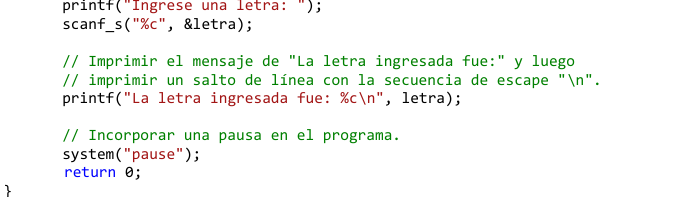 printf("Ingrese una letra: ");
scanf_s("%c", &letra);
// Imprimir el mensaje de "La letra ingresada fue:" y luego
// imprimir un salto de línea con la secuencia de escape "\n".
printf("La letra ingresada fue: %c\n", letra);
// Incorporar una pausa en el programa.
system("pause");
return 0;
}